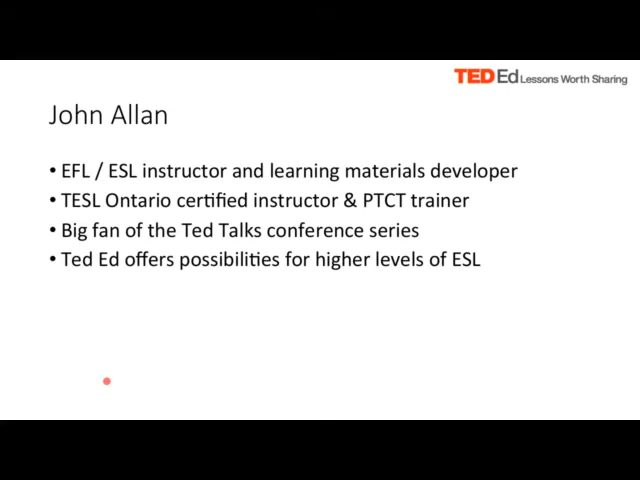 TED Ed Lessons Worth Sharing
John Allan
• EFL / ESL instructor and learning materials developer
• TESL Ontario certified instructor & PTCT trainer
• Big fan of the Ted Talks conference series
• Ted Ed offers possibilities for higher levels of ESL